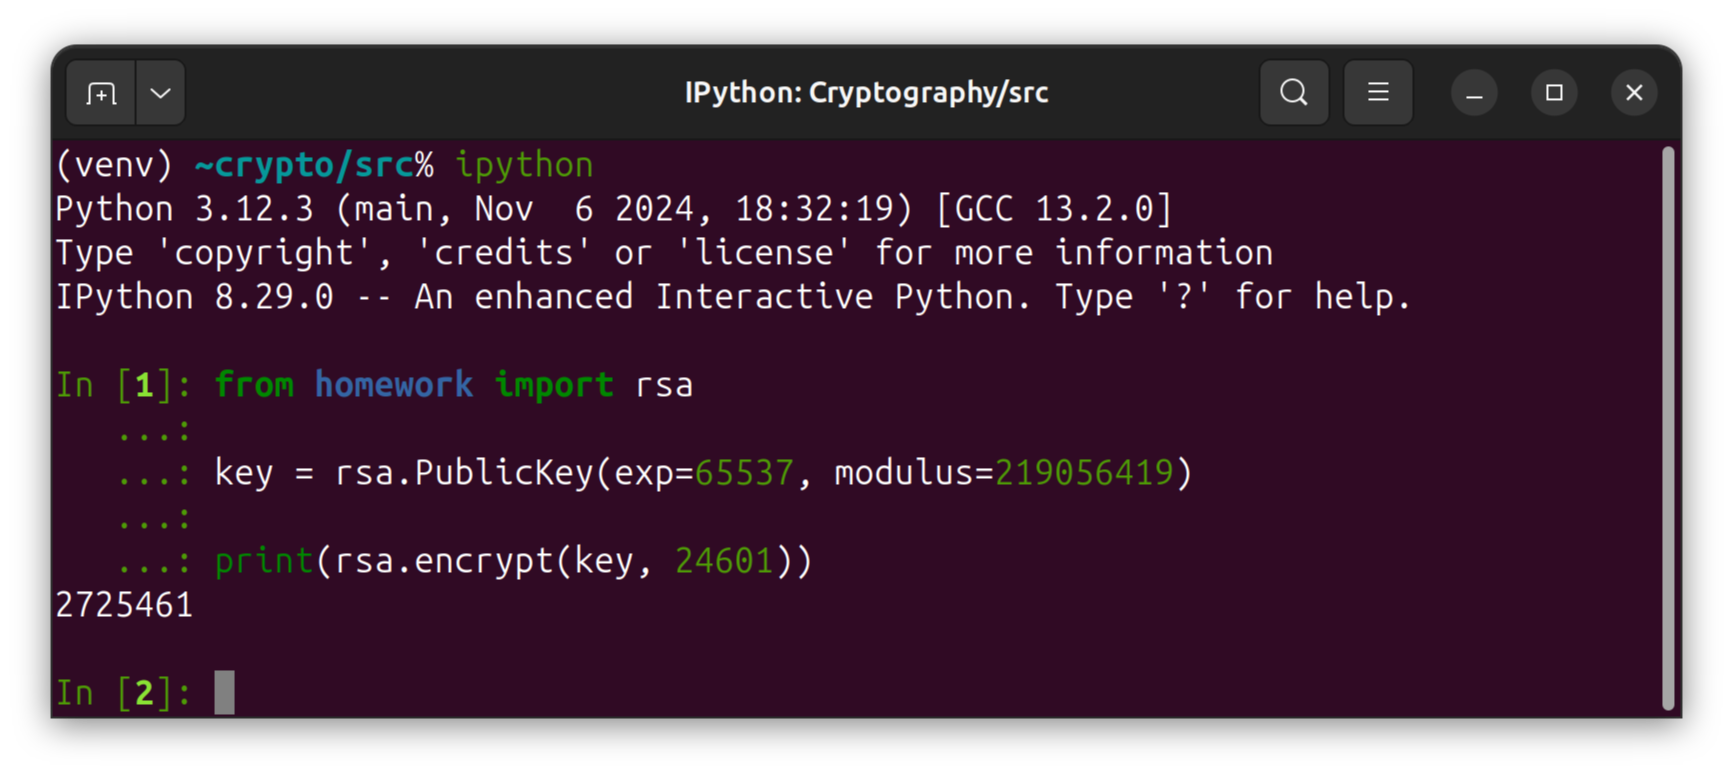 IPython: Cryptography/src
(venv) ~crypto/src% ipython
Python 3.12.3 (main, Nov  6 2024, 18:32:19) [GCC 13.2.0]
Type 'copyright', 'credits' or 'license' for more information
IPython 8.29.0 -- An enhanced Interactive Python. Type '?' for help.
In [1]: from homework import rsa
   ...:
   ...: key = rsa.PublicKey(exp=65537, modulus=219056419)
   ...:
   ...: print(rsa.encrypt(key, 24601))
2725461
In [2]: